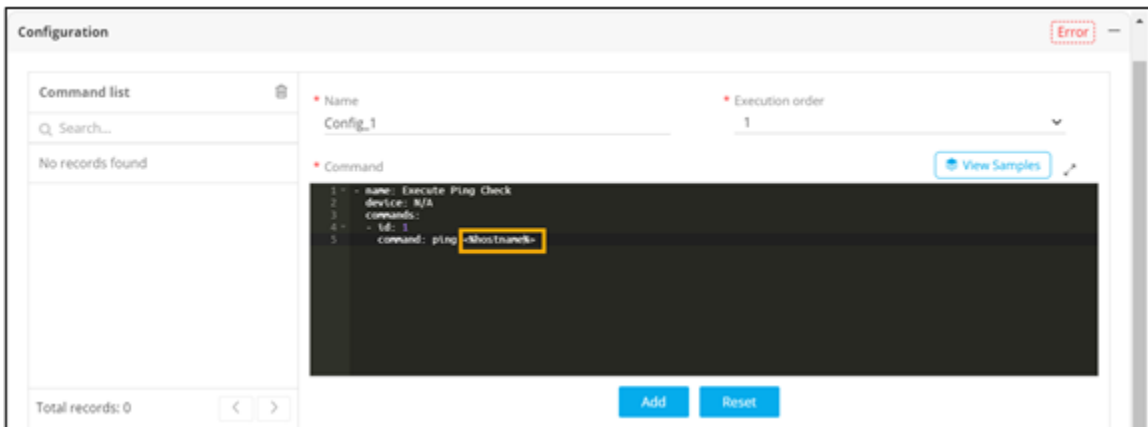 Configuration
Error
Command list
Search...
No records found
Total records: 0
* Name
Config_1
* Execution order
1
* Command
View Samples
1 - name: Execute Ping Check
2 device: N/A
3 commands:
4 - id: 1
5 command: ping <%hostname%>
Add
Reset